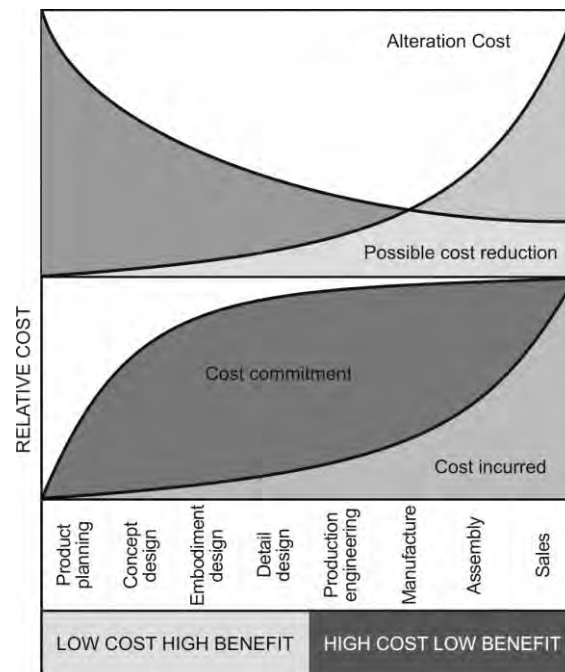 Alteration Cost
Possible cost reduction
RELATIVE COST
Cost commitment
Cost incurred
Product
planning
Concept
design
Embodiment
design
Detail
design
Production
engineering
Manufacture
Assembly
Sales
LOW COST HIGH BENEFIT
HIGH COST LOW BENEFIT